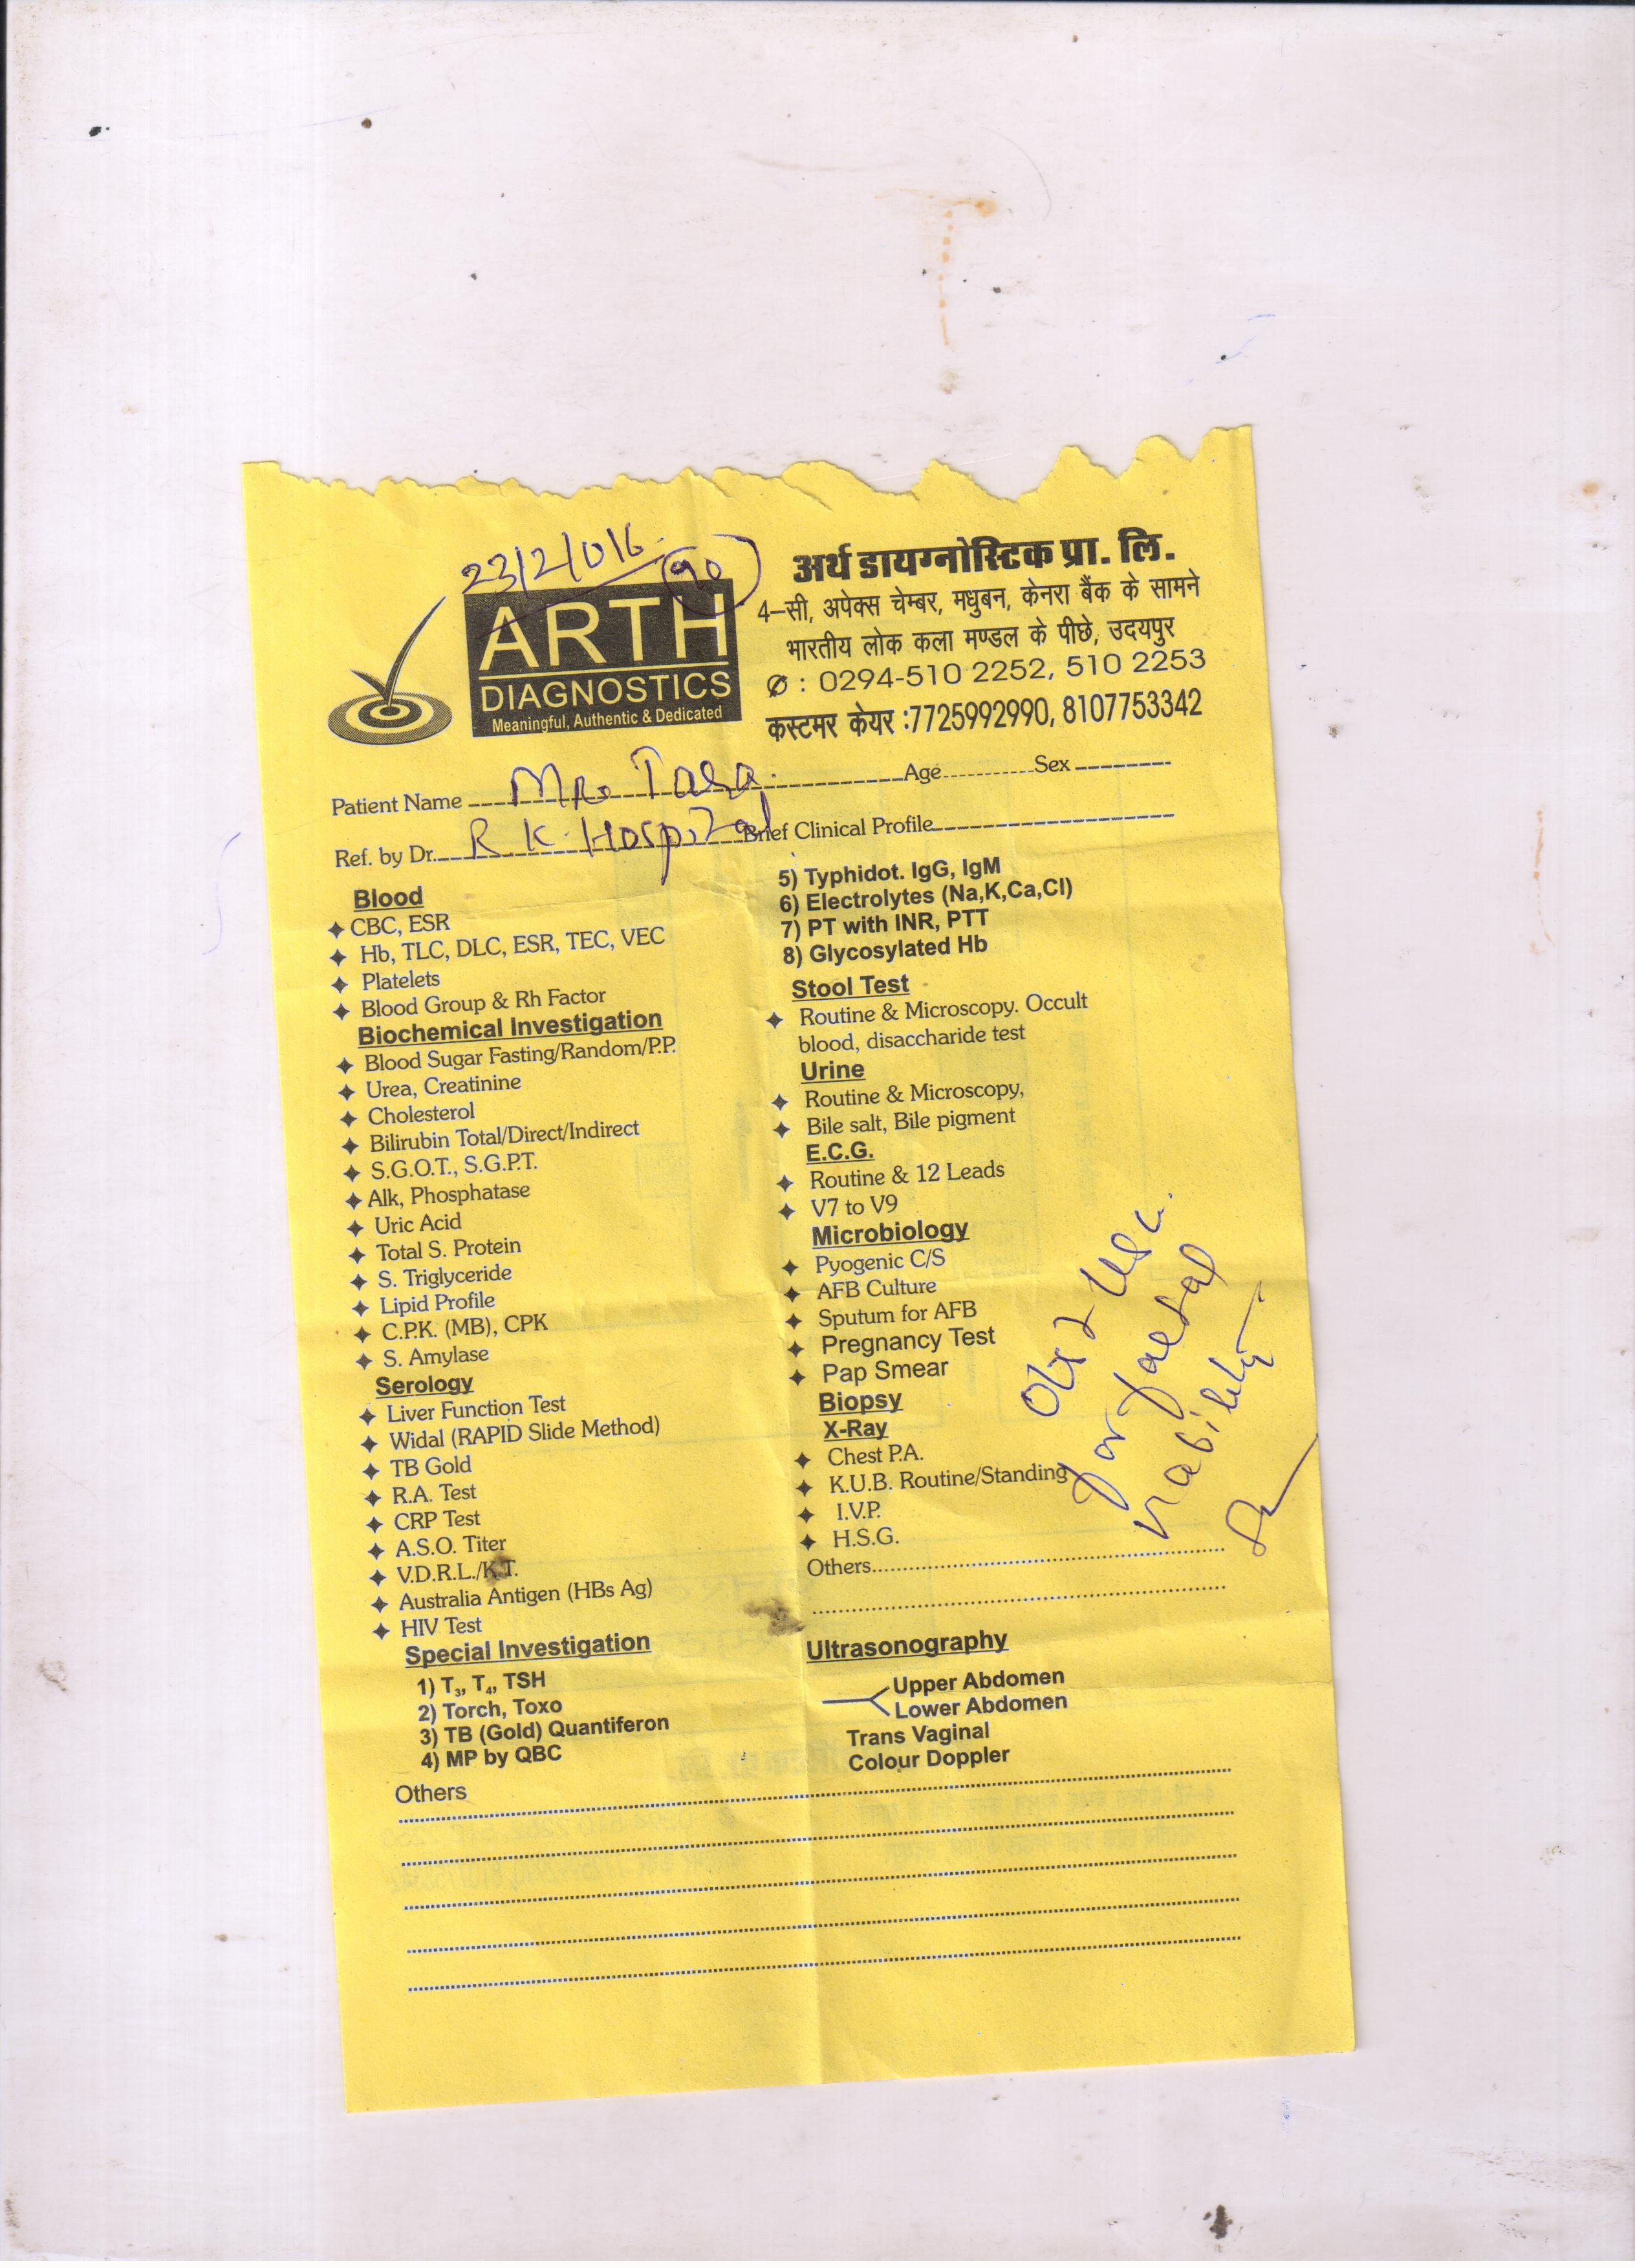 23/2/016
90
ARTH
DIAGNOSTICS
Meaningful, Authentic & Dedicated
अर्थ डायग्नोस्टिक प्रा. लि.
4-सी, अपेक्स चेम्बर, मधुबन, केनरा बैंक के सामने
भारतीय लोक कला मण्डल के पीछे, उदयपुर
: 0294-510 2252, 510 2253
कस्टमर केयर :7725992990, 8107753342
Patient Name Mrs. Tara. Age Sex
Ref. by Dr. R K Hospital Brief Clinical Profile
Blood
CBC, ESR
Hb, TLC, DLC, ESR, TEC, VEC
Platelets
Blood Group & Rh Factor
Biochemical Investigation
Blood Sugar Fasting/Random/P.P.
Urea, Creatinine
Cholesterol
Bilirubin Total/Direct/Indirect
S.G.O.T., S.G.P.T.
Alk, Phosphatase
Uric Acid
Total S. Protein
S. Triglyceride
Lipid Profile
C.P.K. (MB), CPK
S. Amylase
Serology
Liver Function Test
Widal (RAPID Slide Method)
TB Gold
R.A. Test
CRP Test
A.S.O. Titer
V.D.R.L./K.T.
Australia Antigen (HBs Ag)
HIV Test
Special Investigation
1) T3, T4, TSH
2) Torch, Toxo
3) TB (Gold) Quantiferon
4) MP by QBC
5) Typhidot. IgG, IgM
6) Electrolytes (Na,K,Ca,Cl)
7) PT with INR, PTT
8) Glycosylated Hb
Stool Test
Routine & Microscopy. Occult
blood, disaccharide test
Urine
Routine & Microscopy,
Bile salt, Bile pigment
E.C.G.
Routine & 12 Leads
V7 to V9
Microbiology
Pyogenic C/S
AFB Culture
Sputum for AFB
Pregnancy Test
Pap Smear
Biopsy
X-Ray
Chest P.A.
K.U.B. Routine/Standing
I.V.P.
H.S.G.
Others
for foetal
viability
Ultrasonography
Upper Abdomen
Lower Abdomen
Trans Vaginal
Colour Doppler
Others